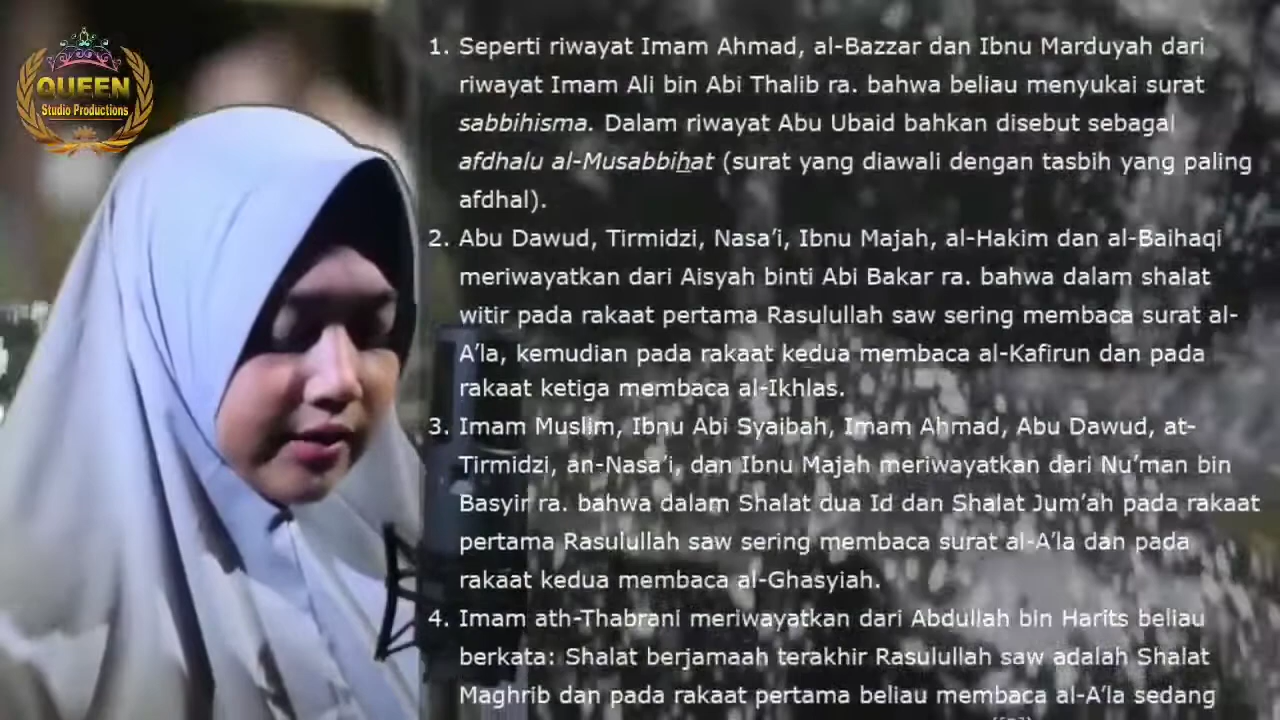 QUEEN
Studio Productions
1. Seperti riwayat Imam Ahmad, al-Bazzar dan Ibnu Marduyah dari
riwayat Imam Ali bin Abi Thalib ra. bahwa beliau menyukai surat
sabbihisma. Dalam riwayat Abu Ubaid bahkan disebut sebagai
afdhalu al-Musabbihat (surat yang diawali dengan tasbih yang paling
afdhal).
2. Abu Dawud, Tirmidzi, Nasa’i, Ibnu Majah, al-Hakim dan al-Baihaqi
meriwayatkan dari Aisyah binti Abi Bakar ra. bahwa dalam shalat
witir pada rakaat pertama Rasulullah saw sering membaca surat al-
A’la, kemudian pada rakaat kedua membaca al-Kafirun dan pada
rakaat ketiga membaca al-Ikhlas.
3. Imam Muslim, Ibnu Abi Syaibah, Imam Ahmad, Abu Dawud, at-
Tirmidzi, an-Nasa’i, dan Ibnu Majah meriwayatkan dari Nu’man bin
Basyir ra. bahwa dalam Shalat dua Id dan Shalat Jum’ah pada rakaat
pertama Rasulullah saw sering membaca surat al-A’la dan pada
rakaat kedua membaca al-Ghasyiah.
4. Imam ath-Thabrani meriwayatkan dari Abdullah bin Harits beliau
berkata: Shalat berjamaah terakhir Rasulullah saw adalah Shalat
Maghrib dan pada rakaat pertama beliau membaca al-A’la sedang